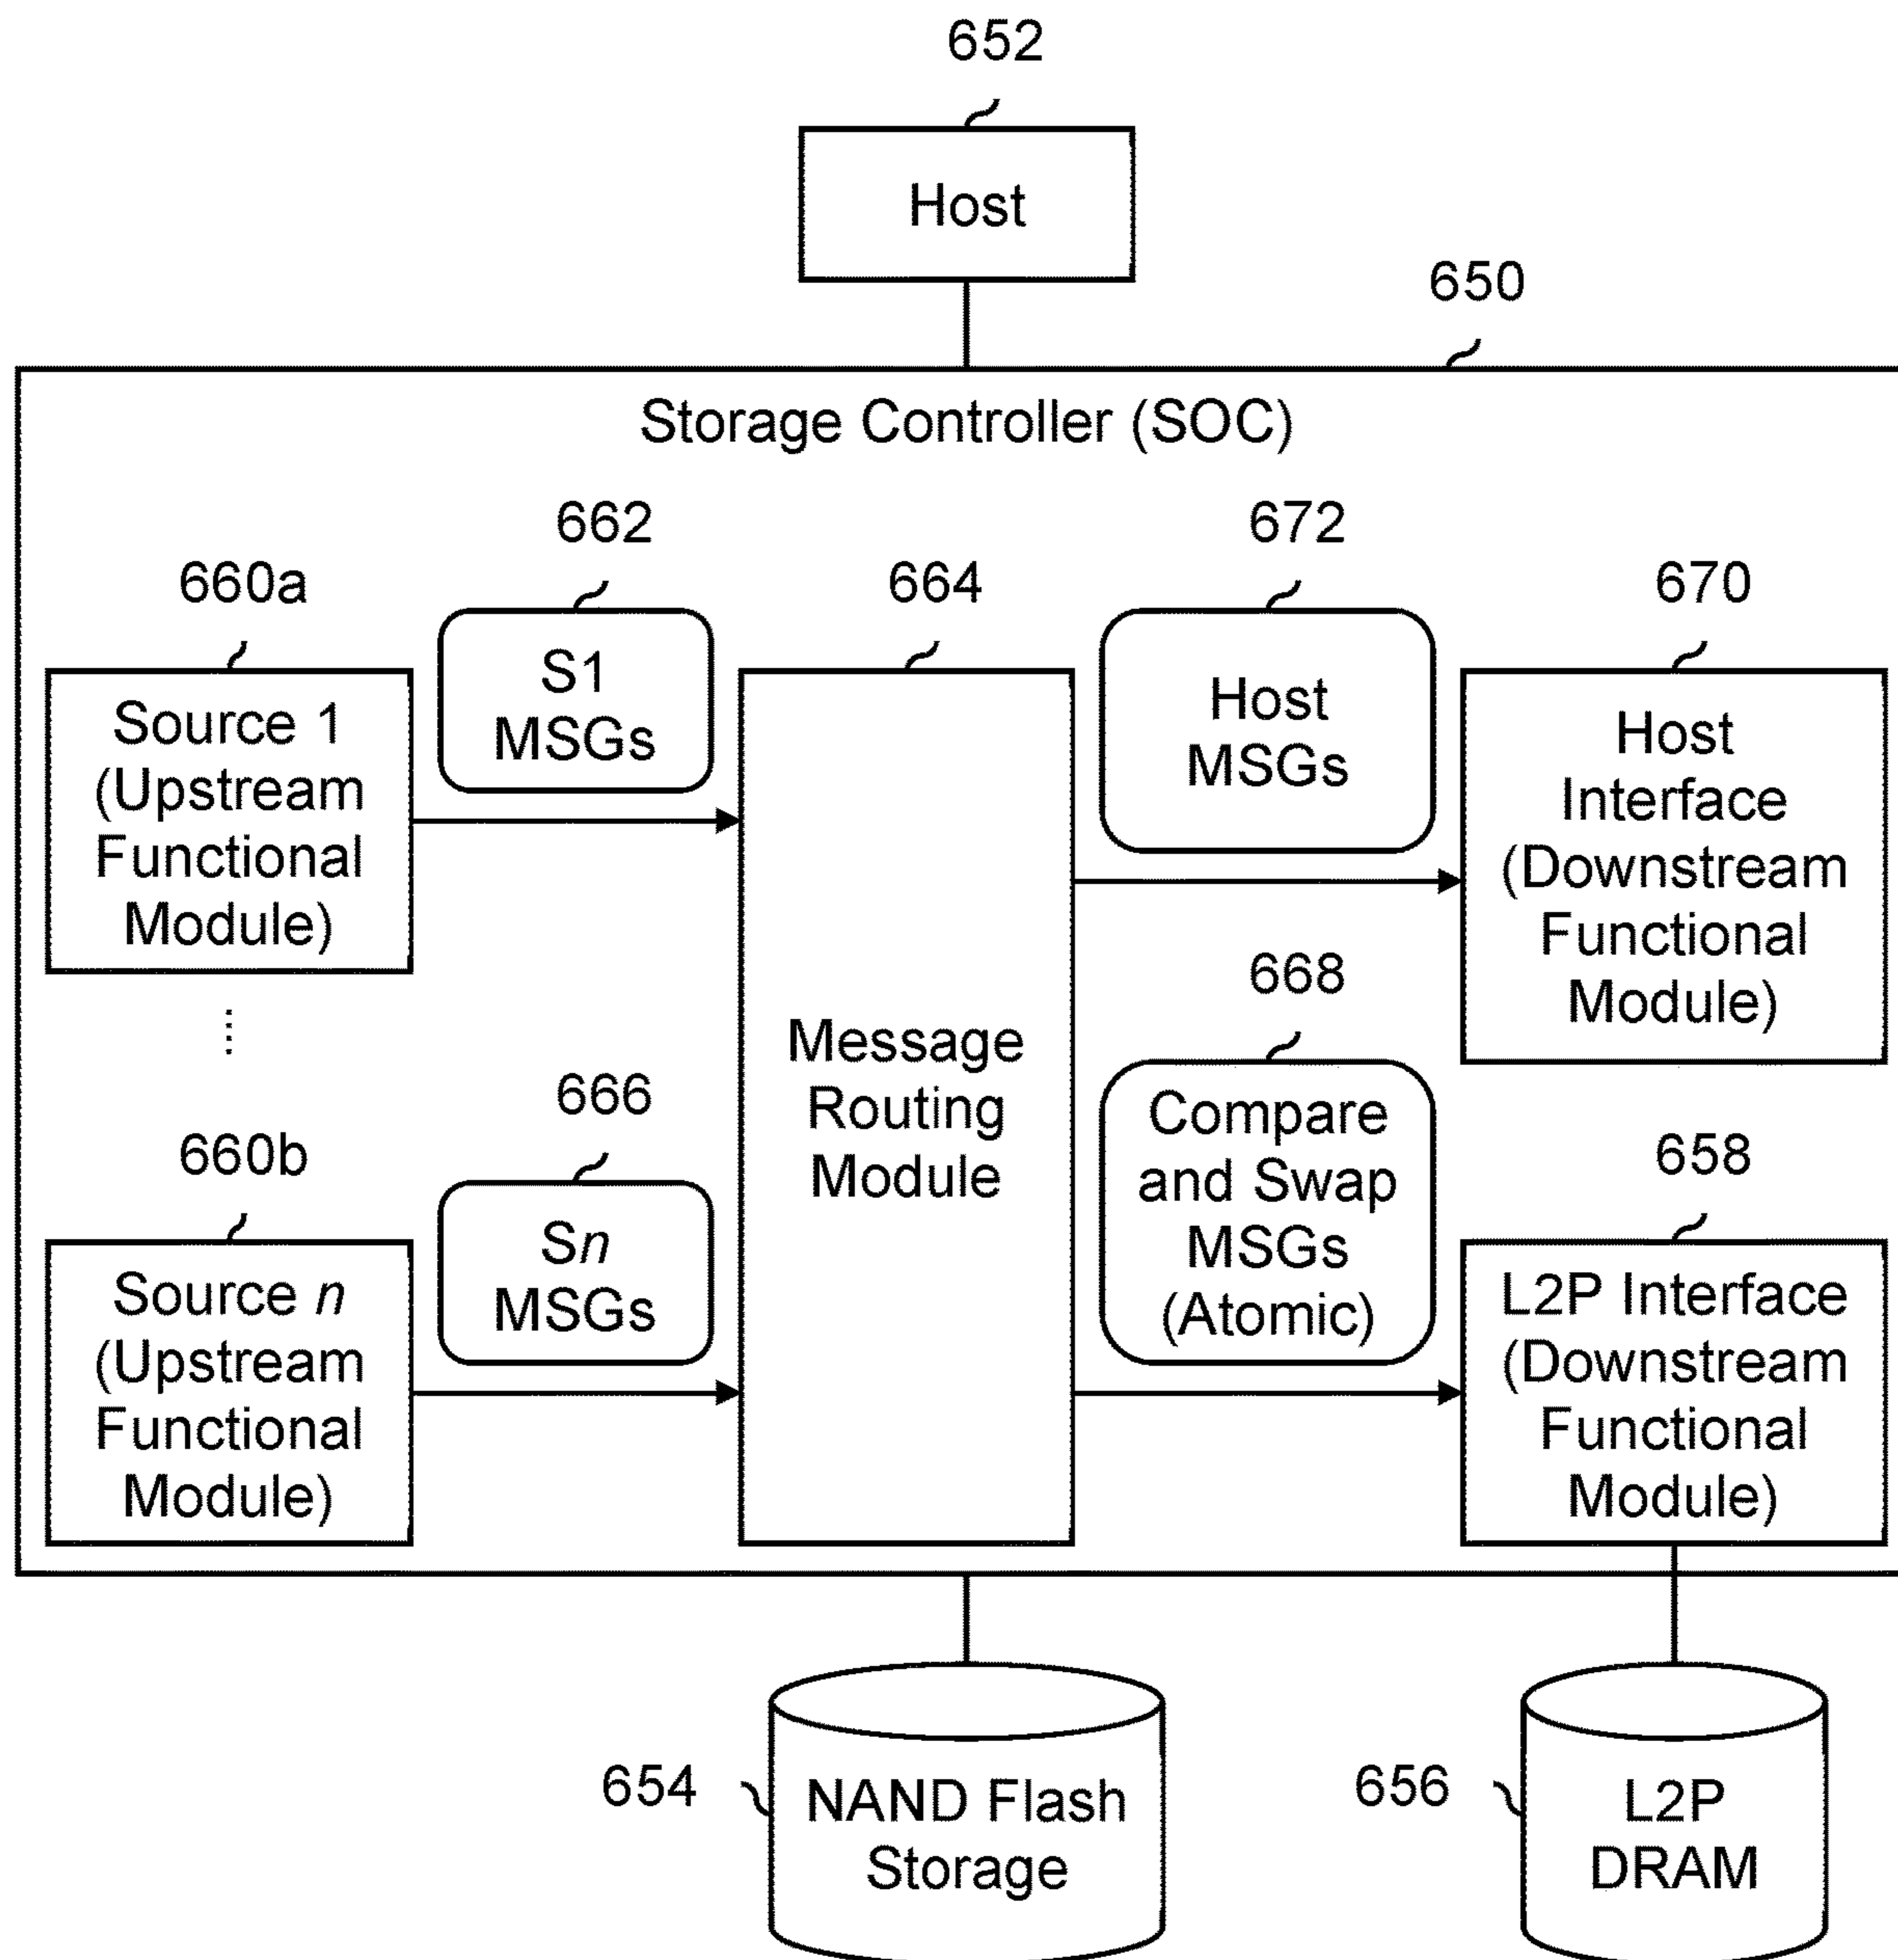 652
Host
650
Storage Controller (SOC)
662
672
660a
664
670
S1
MSGs
Host
MSGs
Source 1
(Upstream
Functional
Module)
Host
Interface
(Downstream
Functional
Module)
668
Message
Routing
Module
666
660b
Compare
and Swap
MSGs
(Atomic)
658
Sn
MSGs
Source n
(Upstream
Functional
Module)
L2P Interface
(Downstream
Functional
Module)
654
NAND Flash
Storage
656
L2P
DRAM